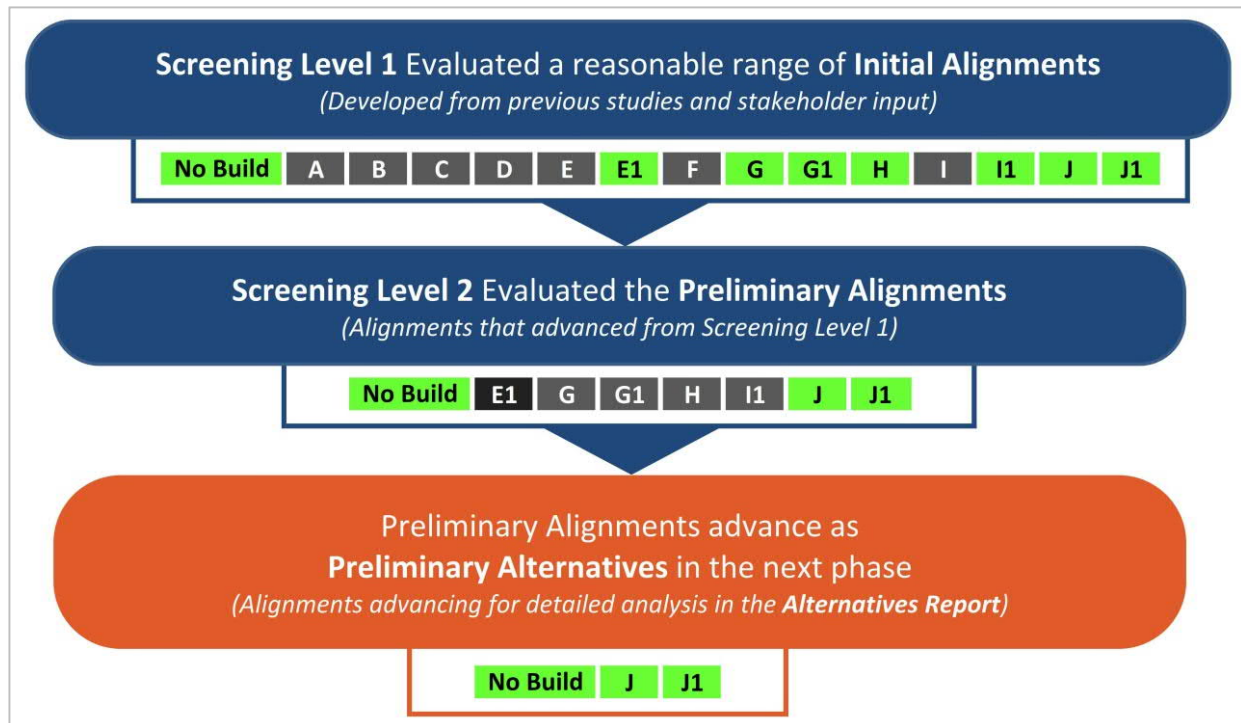 Screening Level 1 Evaluated a reasonable range of Initial Alignments
(Developed from previous studies and stakeholder input)
No Build A B C D E E1 F G G1 H I I1 J J1
Screening Level 2 Evaluated the Preliminary Alignments
(Alignments that advanced from Screening Level 1)
No Build E1 G G1 H I1 J J1
Preliminary Alignments advance as
Preliminary Alternatives in the next phase
(Alignments advancing for detailed analysis in the Alternatives Report)
No Build J J1